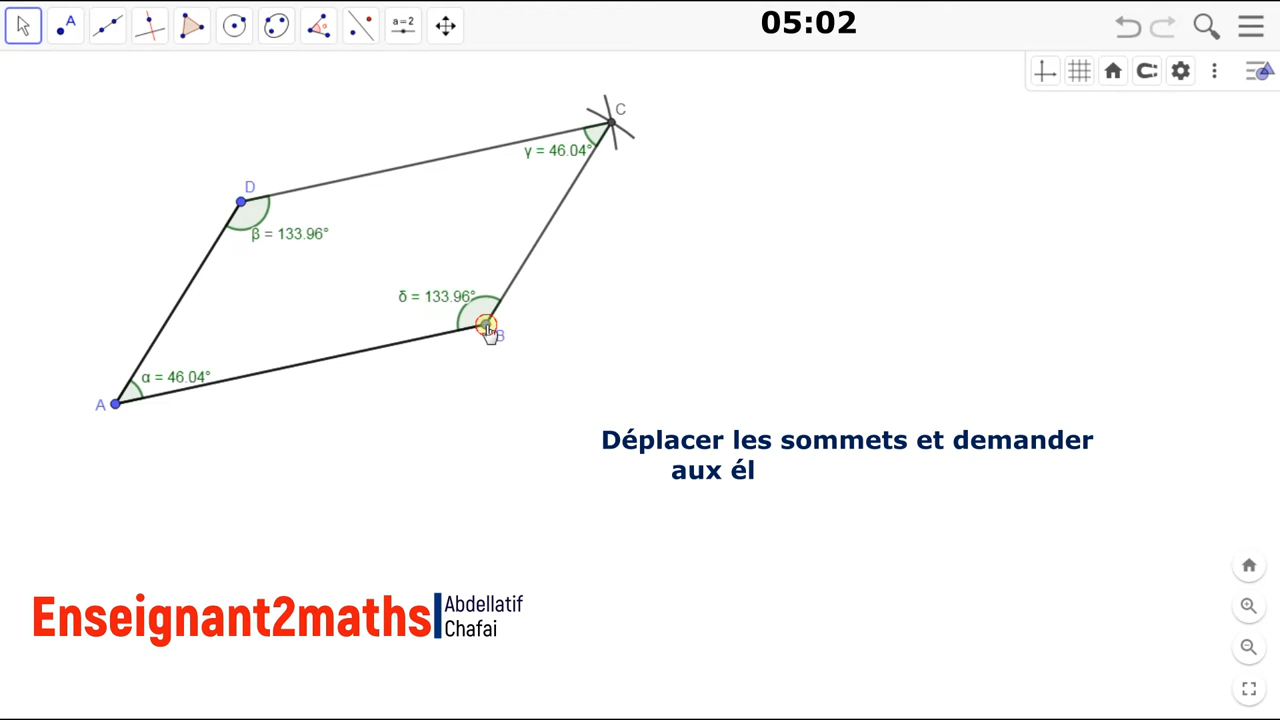 A
α
a=2
05:02
C
γ = 46.04°
D
β = 133.96°
δ = 133.96°
B
α = 46.04°
A
Déplacer les sommets et demander
aux él
Enseignant2maths
Abdellatif
Chafai